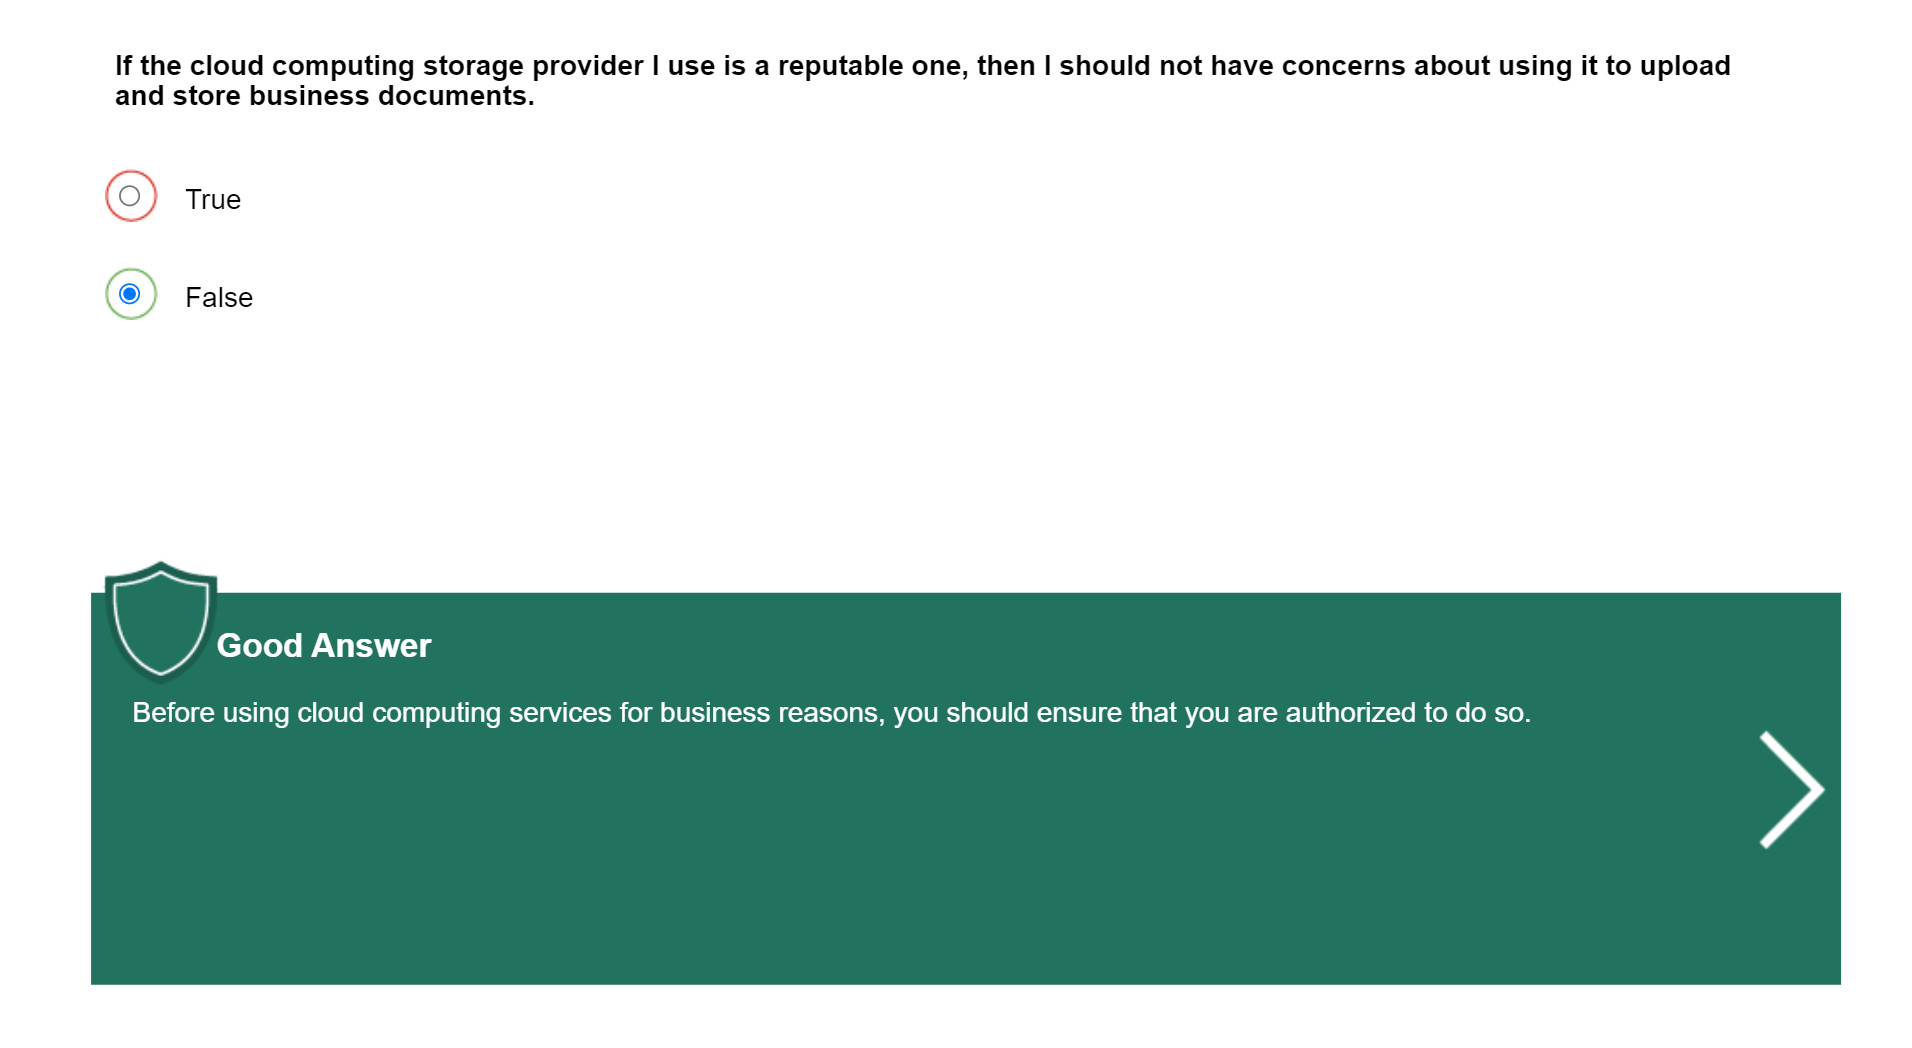 If the cloud computing storage provider I use is a reputable one, then I should not have concerns about using it to upload
and store business documents.
True
False
Good Answer
Before using cloud computing services for business reasons, you should ensure that you are authorized to do so.